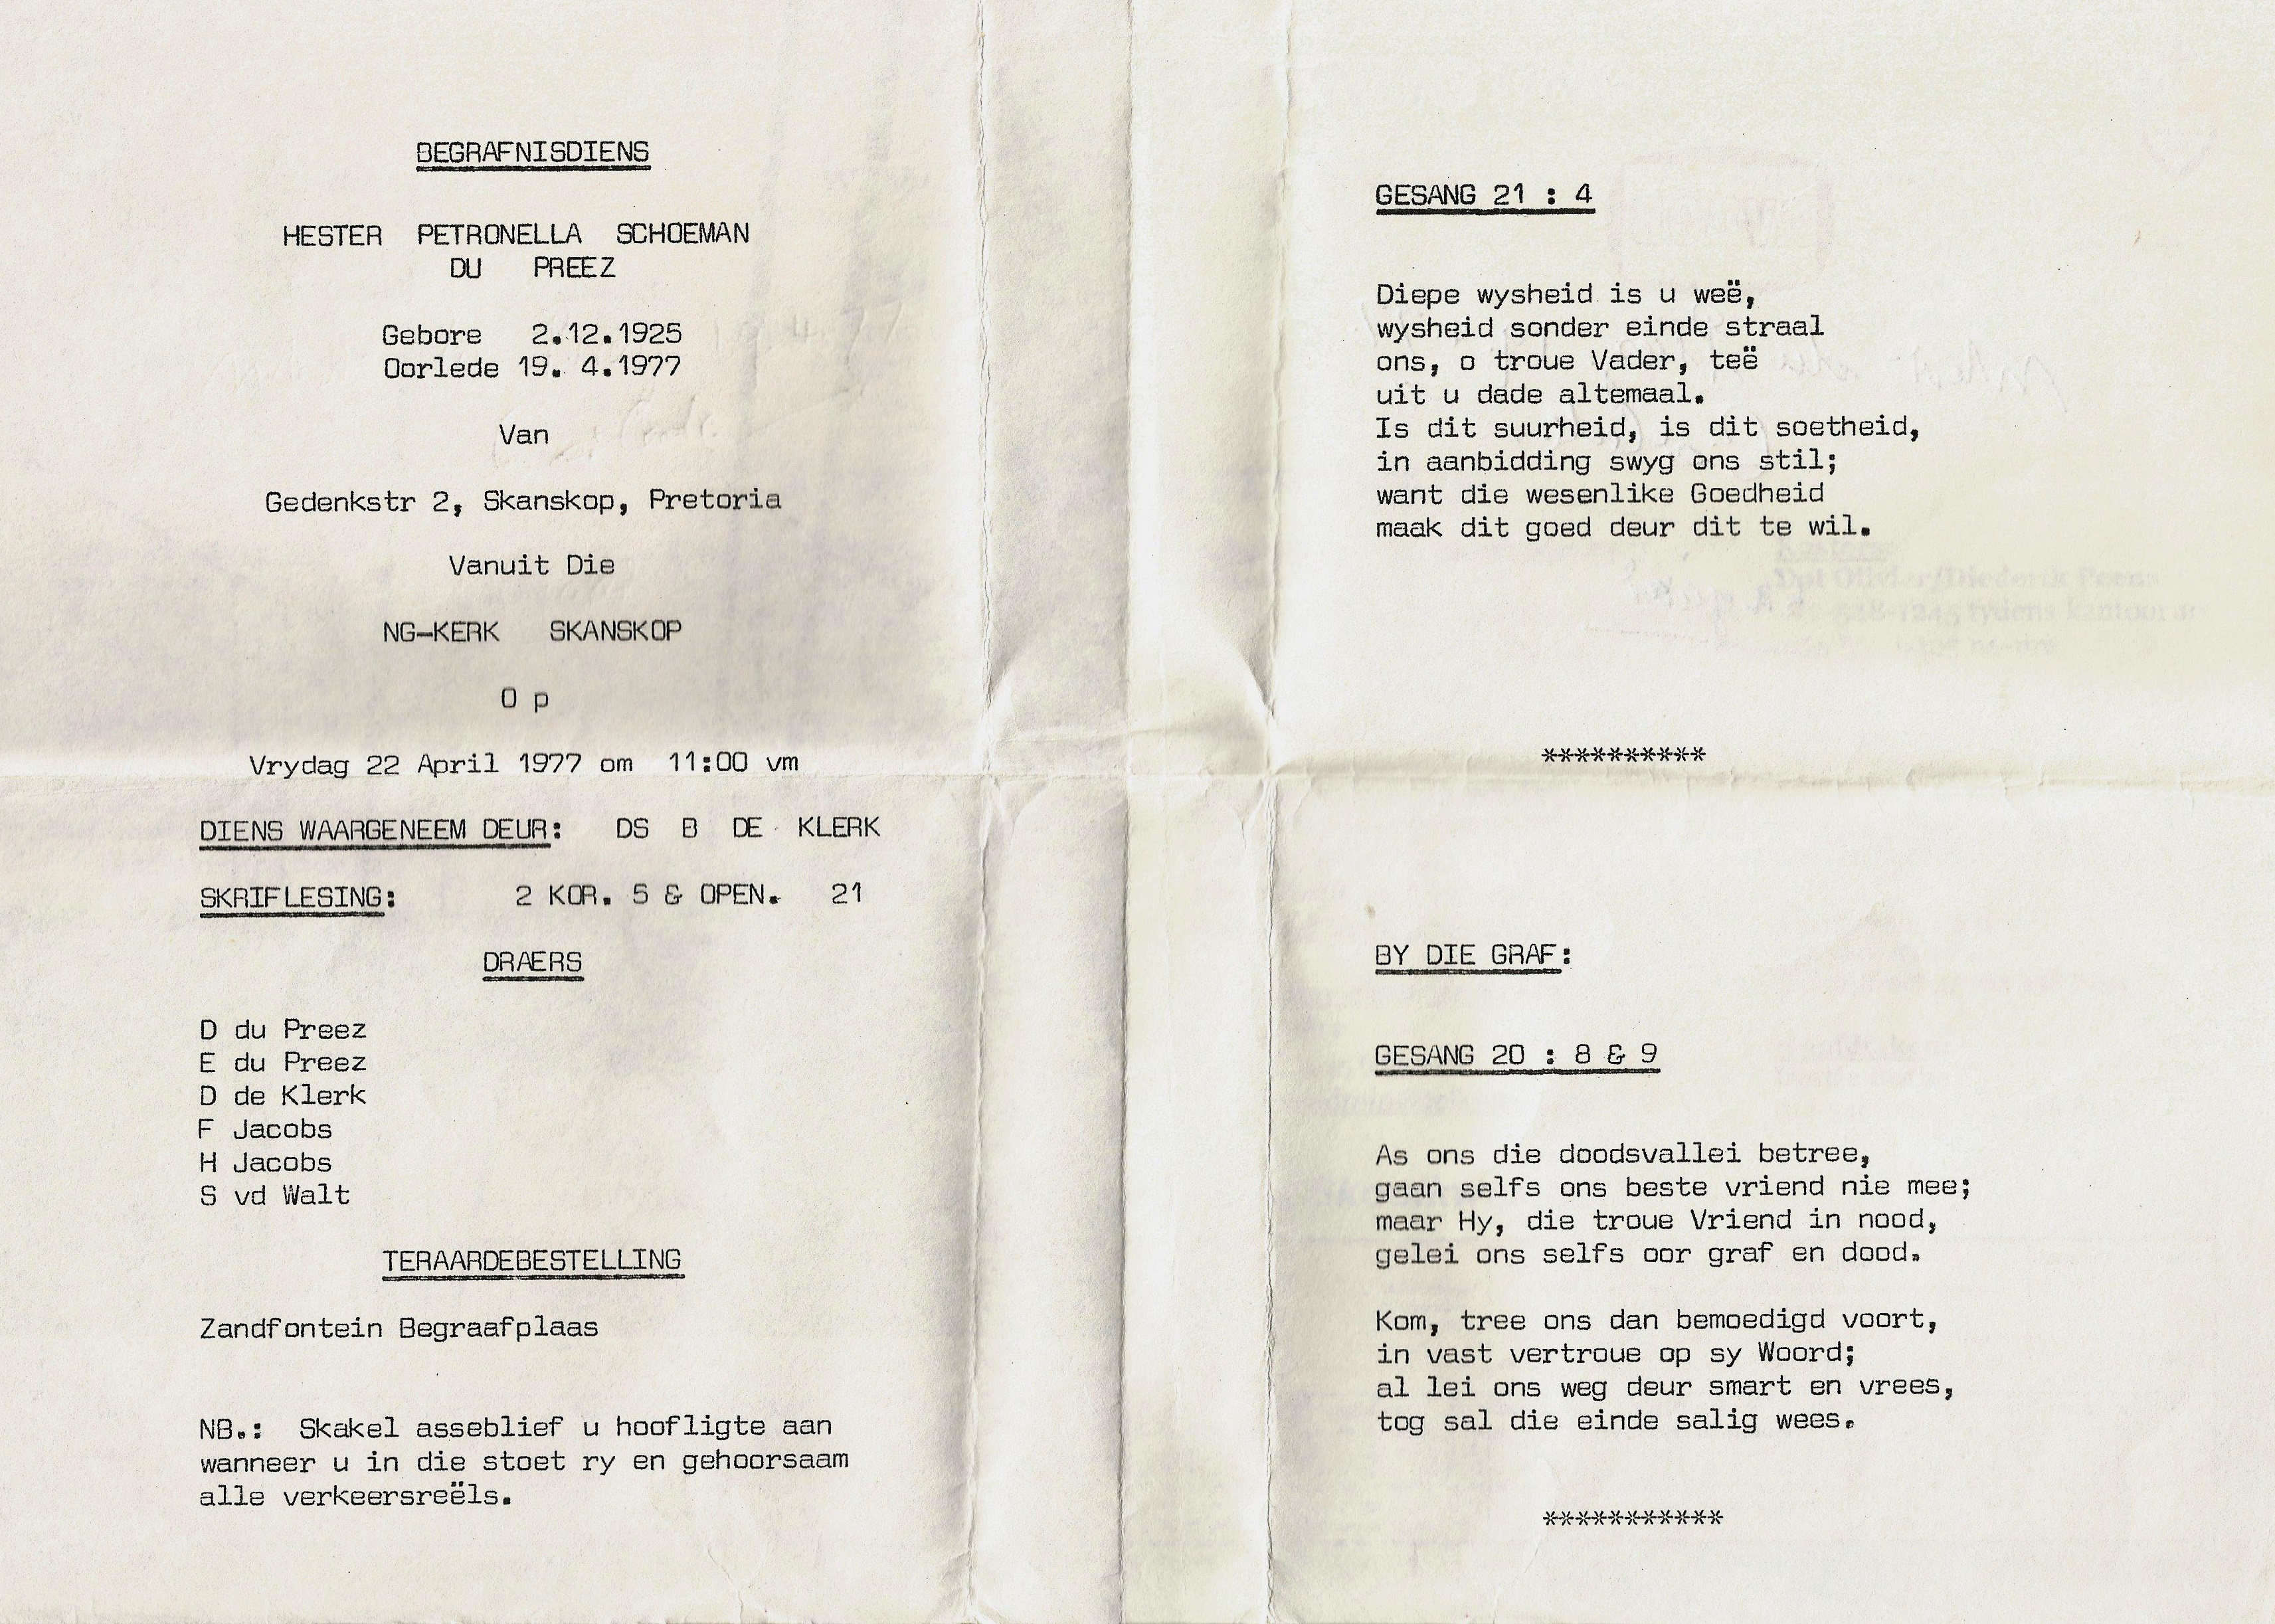 BEGRAFNISDIENS
HESTER PETRONELLA SCHOEMAN
DU PREEZ
Gebore 2.12.1925
Oorlede 19. 4.1977
Van
Gedenkstr 2, Skanskop, Pretoria
Vanuit Die
NG-KERK SKANSKOP
O p
Vrydag 22 April 1977 om 11:00 vm
DIENS WAARGENEEM DEUR: DS B DE KLERK
SKRIFLESING: 2 KOR. 5 & OPEN. 21
DRAERS
D du Preez
E du Preez
D de Klerk
F Jacobs
H Jacobs
S vd Walt
TERAARDEBESTELLING
Zandfontein Begraafplaas
NB.: Skakel asseblief u hoofligte aan
wanneer u in die stoet ry en gehoorsaam
alle verkeersreëls.
GESANG 21 : 4
Diepe wysheid is u weë,
wysheid sonder einde straal
ons, o troue Vader, teë
uit u dade altemaal.
Is dit suurheid, is dit soetheid,
in aanbidding swyg ons stil;
want die wesenlike Goedheid
maak dit goed deur dit te wil.
**********
BY DIE GRAF:
GESANG 20 : 8 & 9
As ons die doodsvallei betree,
gaan selfs ons beste vriend nie mee;
maar Hy, die troue Vriend in nood,
gelei ons selfs oor graf en dood.
Kom, tree ons dan bemoedigd voort,
in vast vertroue op sy Woord;
al lei ons weg deur smart en vrees,
tog sal die einde salig wees.
***********